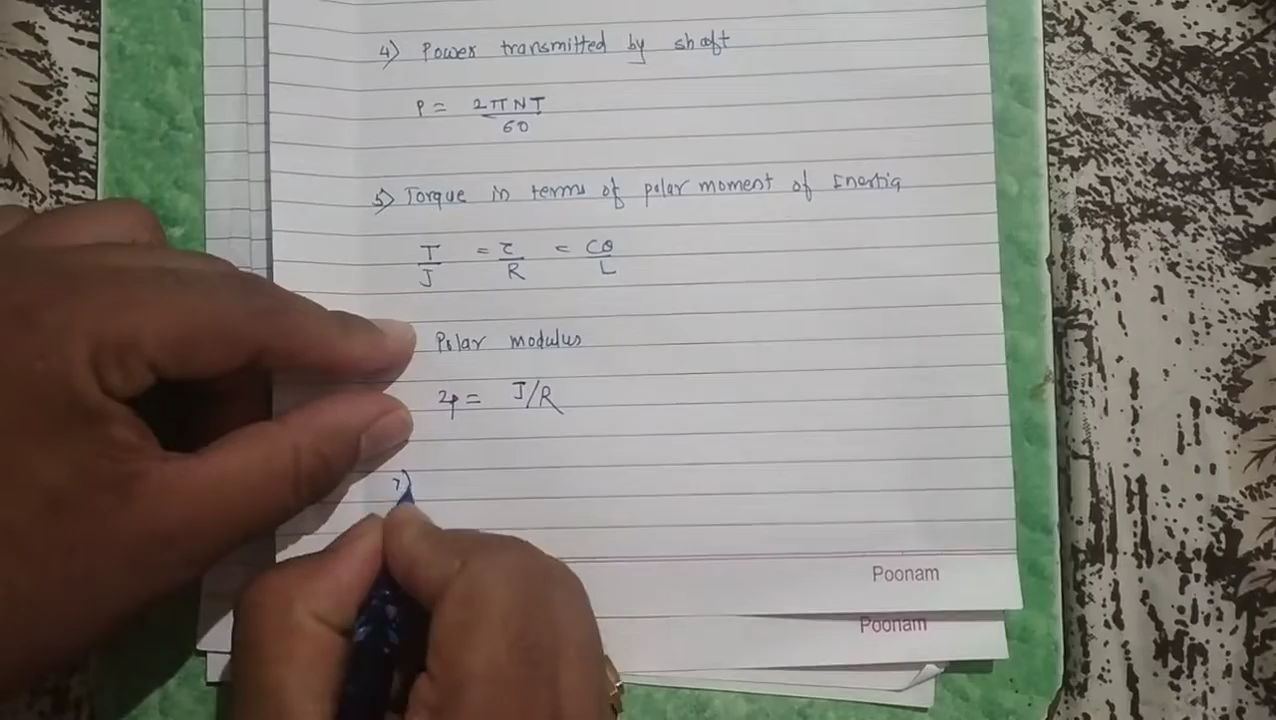 4) Power transmitted by shaft
P = 2πNT
60
5) Torque in terms of polar moment of Inertia
T = τ = Cθ
J R L
Polar modulus
Zp = J/R
7)
Poonam
Poonam